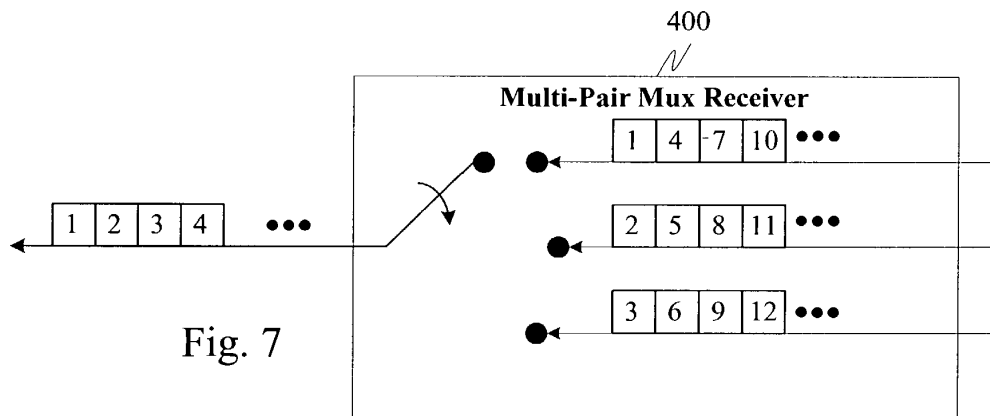 400
Multi-Pair Mux Receiver
1 4 -7 10 •••
1 2 3 4 •••
2 5 8 11 •••
3 6 9 12 •••
Fig. 7